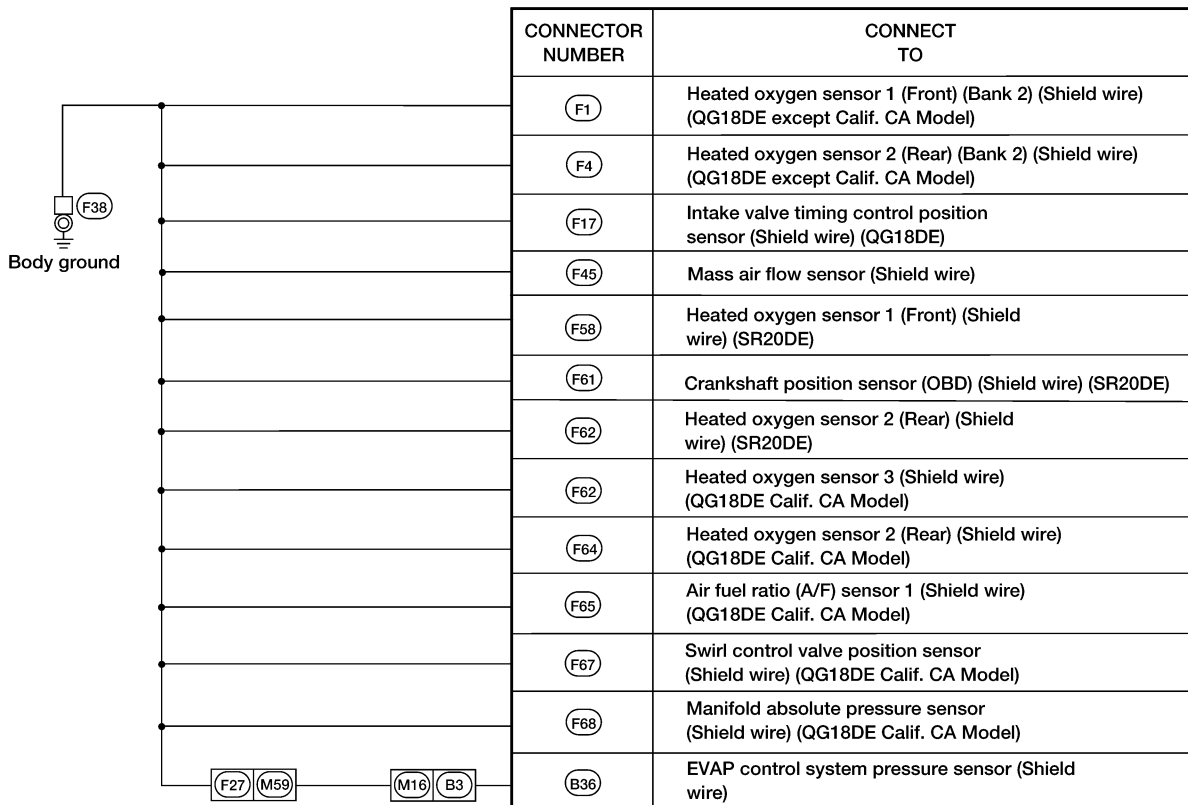 CONNECTOR
NUMBER
CONNECT
TO
F1
Heated oxygen sensor 1 (Front) (Bank 2) (Shield wire)
(QG18DE except Calif. CA Model)
F4
Heated oxygen sensor 2 (Rear) (Bank 2) (Shield wire)
(QG18DE except Calif. CA Model)
F38
Body ground
F17
Intake valve timing control position
sensor (Shield wire) (QG18DE)
F45
Mass air flow sensor (Shield wire)
F58
Heated oxygen sensor 1 (Front) (Shield
wire) (SR20DE)
F61
Crankshaft position sensor (OBD) (Shield wire) (SR20DE)
F62
Heated oxygen sensor 2 (Rear) (Shield
wire) (SR20DE)
F62
Heated oxygen sensor 3 (Shield wire)
(QG18DE Calif. CA Model)
F64
Heated oxygen sensor 2 (Rear) (Shield wire)
(QG18DE Calif. CA Model)
F65
Air fuel ratio (A/F) sensor 1 (Shield wire)
(QG18DE Calif. CA Model)
F67
Swirl control valve position sensor
(Shield wire) (QG18DE Calif. CA Model)
F68
Manifold absolute pressure sensor
(Shield wire) (QG18DE Calif. CA Model)
F27 M59 M16 B3
B36
EVAP control system pressure sensor (Shield
wire)